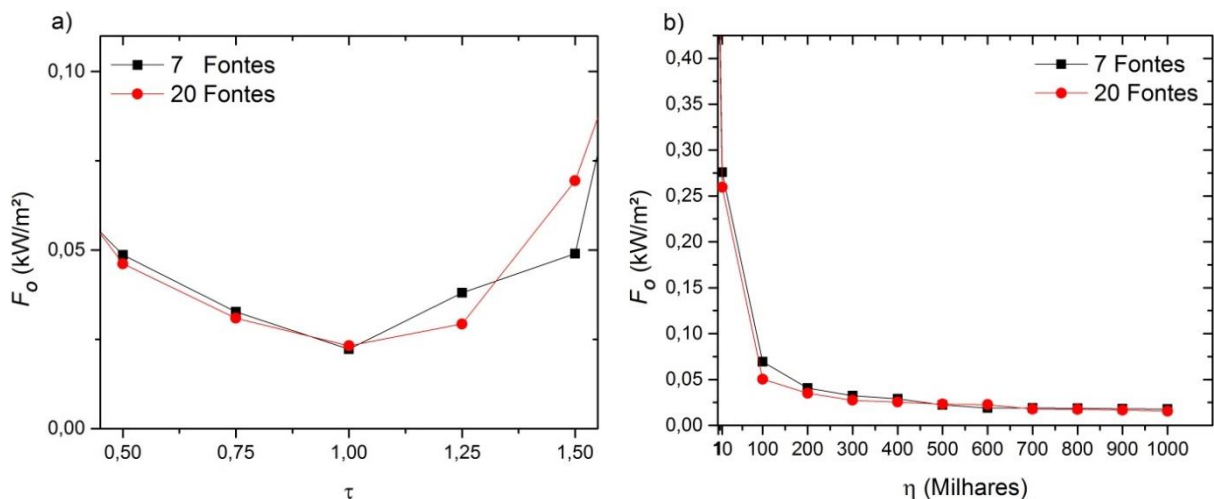 a)
7 Fontes
20 Fontes
0,10
0,05
0,00
F₀ (kW/m²)
0,50 0,75 1,00 1,25 1,50
τ
b)
7 Fontes
20 Fontes
0,40
0,35
0,30
0,25
0,20
0,15
0,10
0,05
0,00
F₀ (kW/m²)
10 100 200 300 400 500 600 700 800 900 1000
η (Milhares)